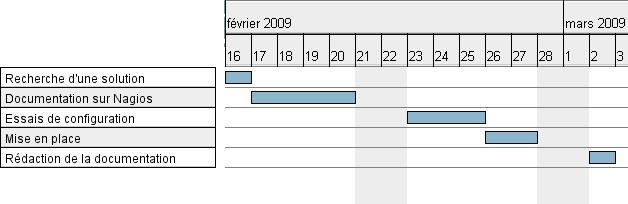 février 2009 mars 2009
16 17 18 19 20 21 22 23 24 25 26 27 28 1 2 3
Recherche d'une solution
Documentation sur Nagios
Essais de configuration
Mise en place
Rédaction de la documentation